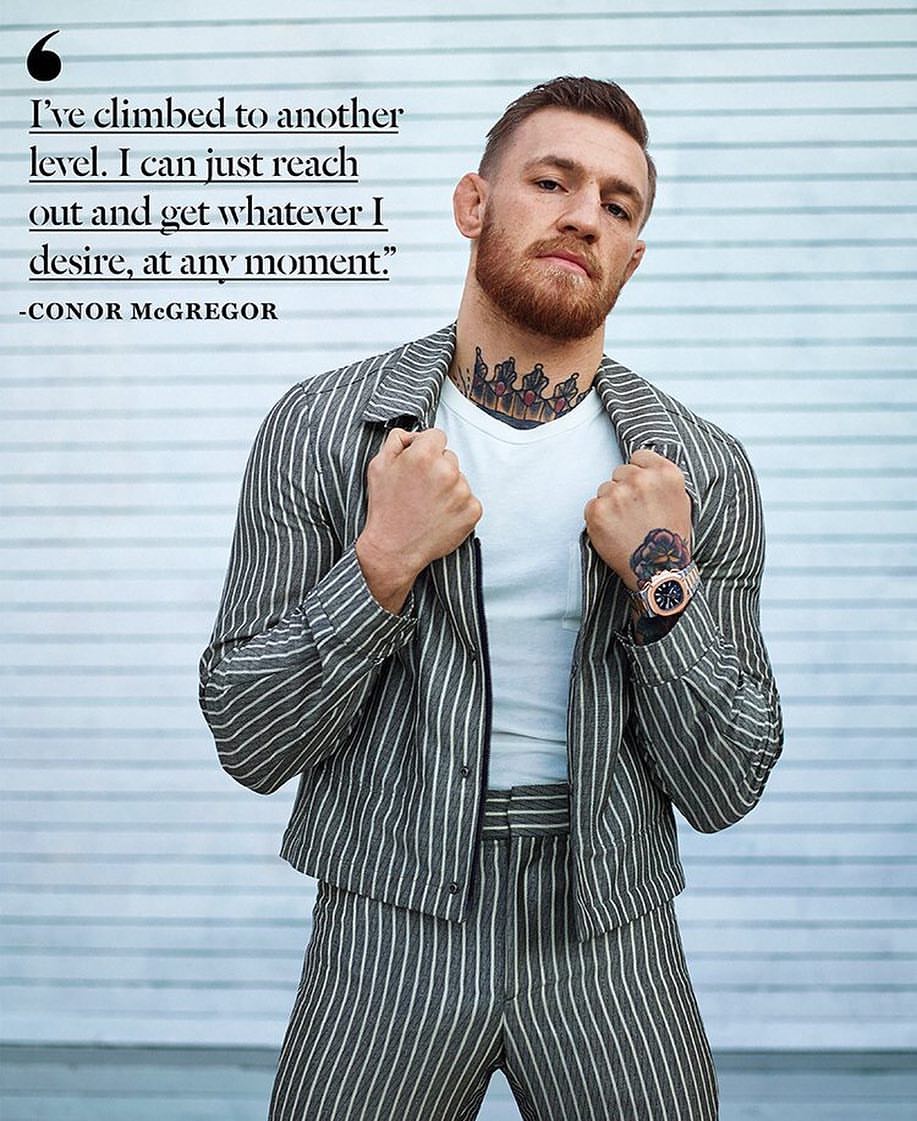 ‘
I’ve climbed to another
level. I can just reach
out and get whatever I
desire, at any moment.”
-CONOR McGREGOR